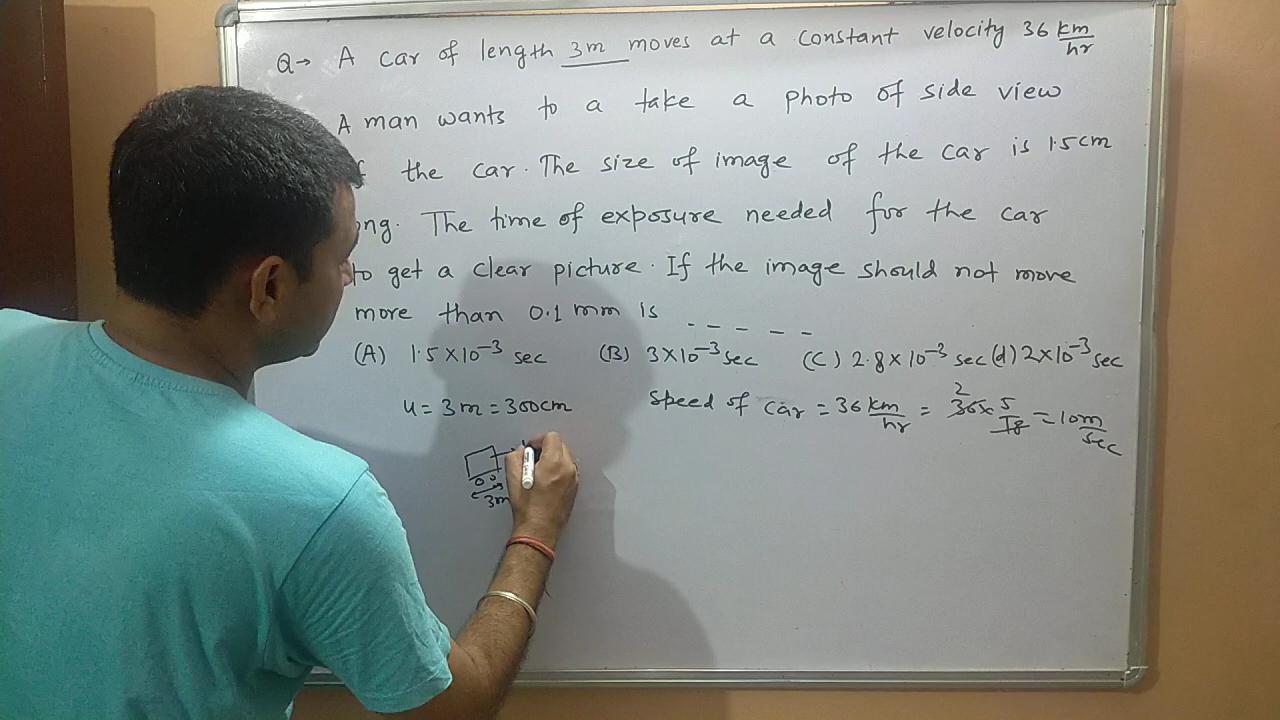 Q→ A car of length 3m moves at a constant velocity 36 km/hr
A man wants to a take a photo of side view
the car. The size of image of the car is 1.5cm
The time of exposure needed for the car
to get a clear picture. If the image should not move
more than 0.1 mm is - - - - -
(A) 1.5×10⁻³ sec (B) 3×10⁻³ sec (C) 2.8×10⁻³ sec (d) 2×10⁻³ sec
u = 3m = 300cm Speed of car = 36 km/hr = 36 2 × 5/18 = 10 m/sec
3m